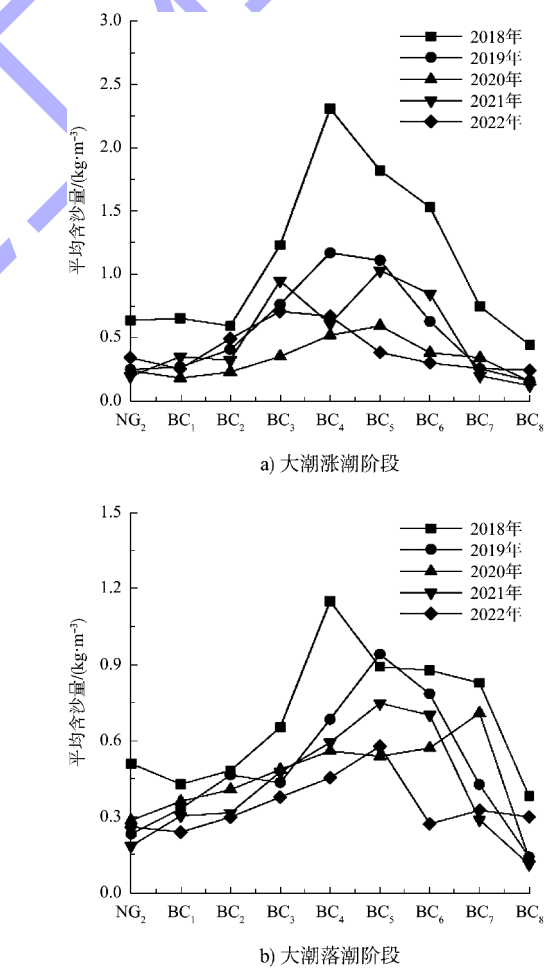 3.0
2018年
2019年
2020年
2021年
2022年
2.5
2.0
1.5
1.0
0.5
0.0
平均含沙量/(kg·m⁻³)
NG₂ BC₁ BC₂ BC₃ BC₄ BC₅ BC₆ BC₇ BC₈
a) 大潮涨潮阶段
1.5
2018年
2019年
2020年
2021年
2022年
1.2
0.9
0.6
0.3
0.0
平均含沙量/(kg·m⁻³)
NG₂ BC₁ BC₂ BC₃ BC₄ BC₅ BC₆ BC₇ BC₈
b) 大潮落潮阶段